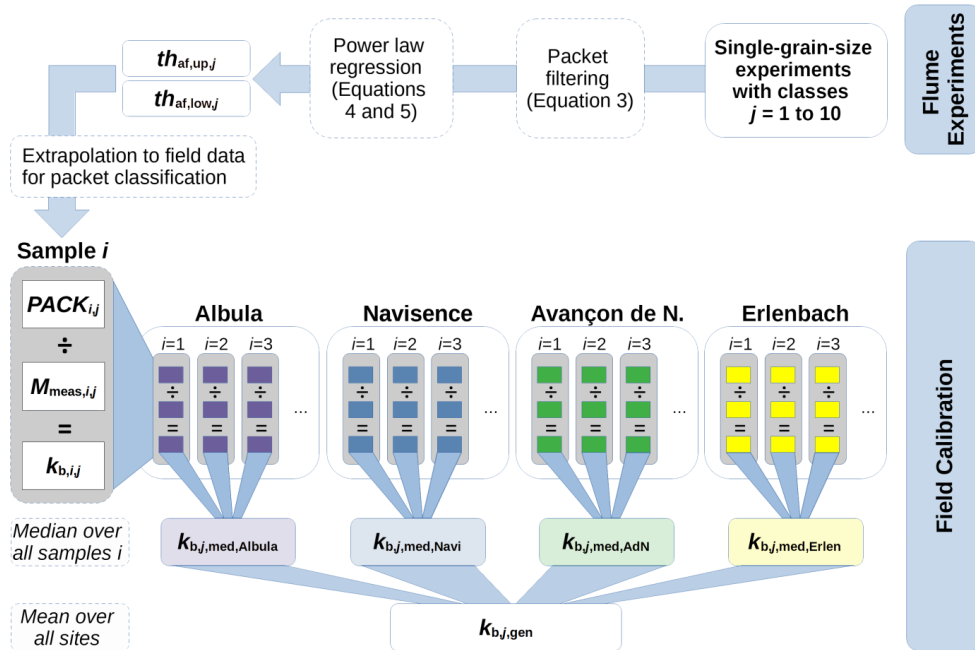 Single-grain-size
experiments
with classes
j = 1 to 10
Packet
filtering
(Equation 3)
Power law
regression
(Equations
4 and 5)
th_af,up,j
th_af,low,j
Flume
Experiments
Extrapolation to field data
for packet classification
Sample i
PACK_i,j
÷
M_meas,i,j
=
k_b,i,j
Albula
i=1 i=2 i=3
÷ ÷ ÷
= = =
...
Navisence
i=1 i=2 i=3
÷ ÷ ÷
= = =
...
Avançon de N.
i=1 i=2 i=3
÷ ÷ ÷
= = =
...
Erlenbach
i=1 i=2 i=3
÷ ÷ ÷
= = =
...
Field Calibration
Median over
all samples i
k_b,j,med,Albula
k_b,j,med,Navi
k_b,j,med,AdN
k_b,j,med,Erlen
Mean over
all sites
k_b,j,gen